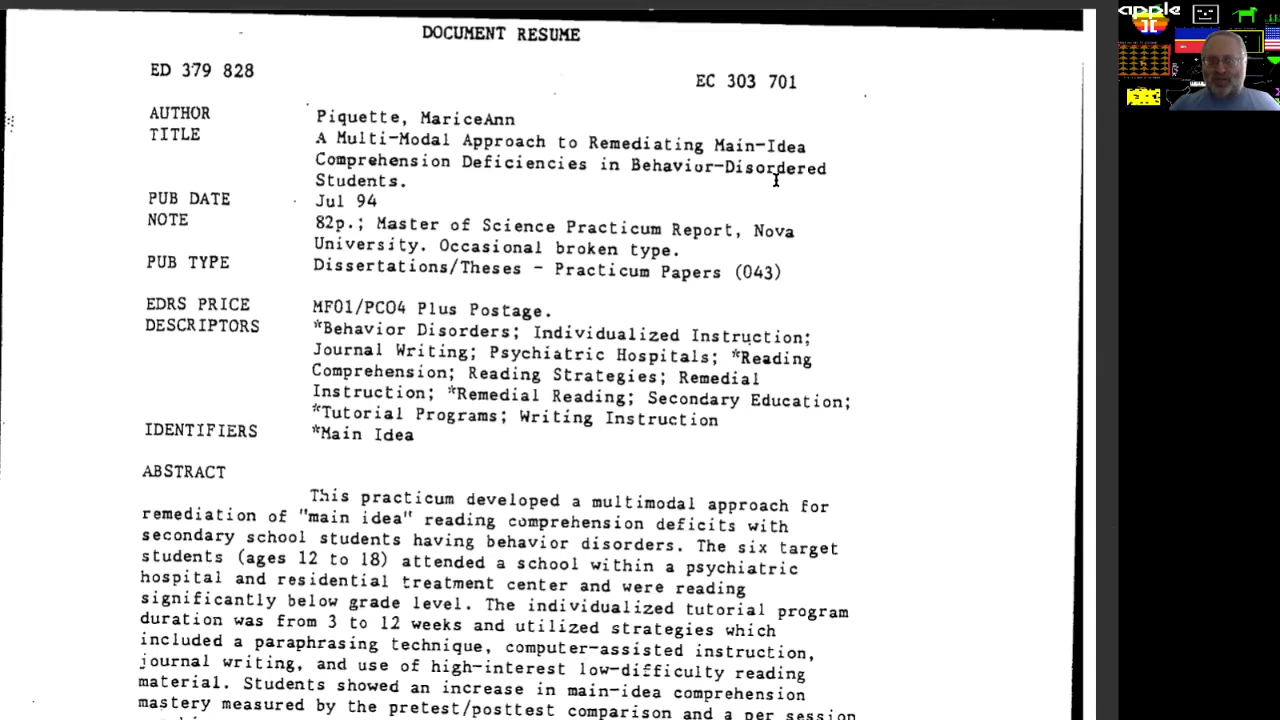 DOCUMENT RESUME
ED 379 828
EC 303 701
AUTHOR Piquette, MariceAnn
TITLE A Multi-Modal Approach to Remediating Main-Idea
Comprehension Deficiencies in Behavior-Disordered
Students.
PUB DATE Jul 94
NOTE 82p.; Master of Science Practicum Report, Nova
University. Occasional broken type.
PUB TYPE Dissertations/Theses - Practicum Papers (043)
EDRS PRICE MF01/PC04 Plus Postage.
DESCRIPTORS *Behavior Disorders; Individualized Instruction;
Journal Writing; Psychiatric Hospitals; *Reading
Comprehension; Reading Strategies; Remedial
Instruction; *Remedial Reading; Secondary Education;
*Tutorial Programs; Writing Instruction
IDENTIFIERS *Main Idea
ABSTRACT
This practicum developed a multimodal approach for
remediation of "main idea" reading comprehension deficits with
secondary school students having behavior disorders. The six target
students (ages 12 to 18) attended a school within a psychiatric
hospital and residential treatment center and were reading
significantly below grade level. The individualized tutorial program
duration was from 3 to 12 weeks and utilized strategies which
included a paraphrasing technique, computer-assisted instruction,
journal writing, and use of high-interest low-difficulty reading
material. Students showed an increase in main-idea comprehension
mastery measured by the pretest/posttest comparison and a per session
apple
][